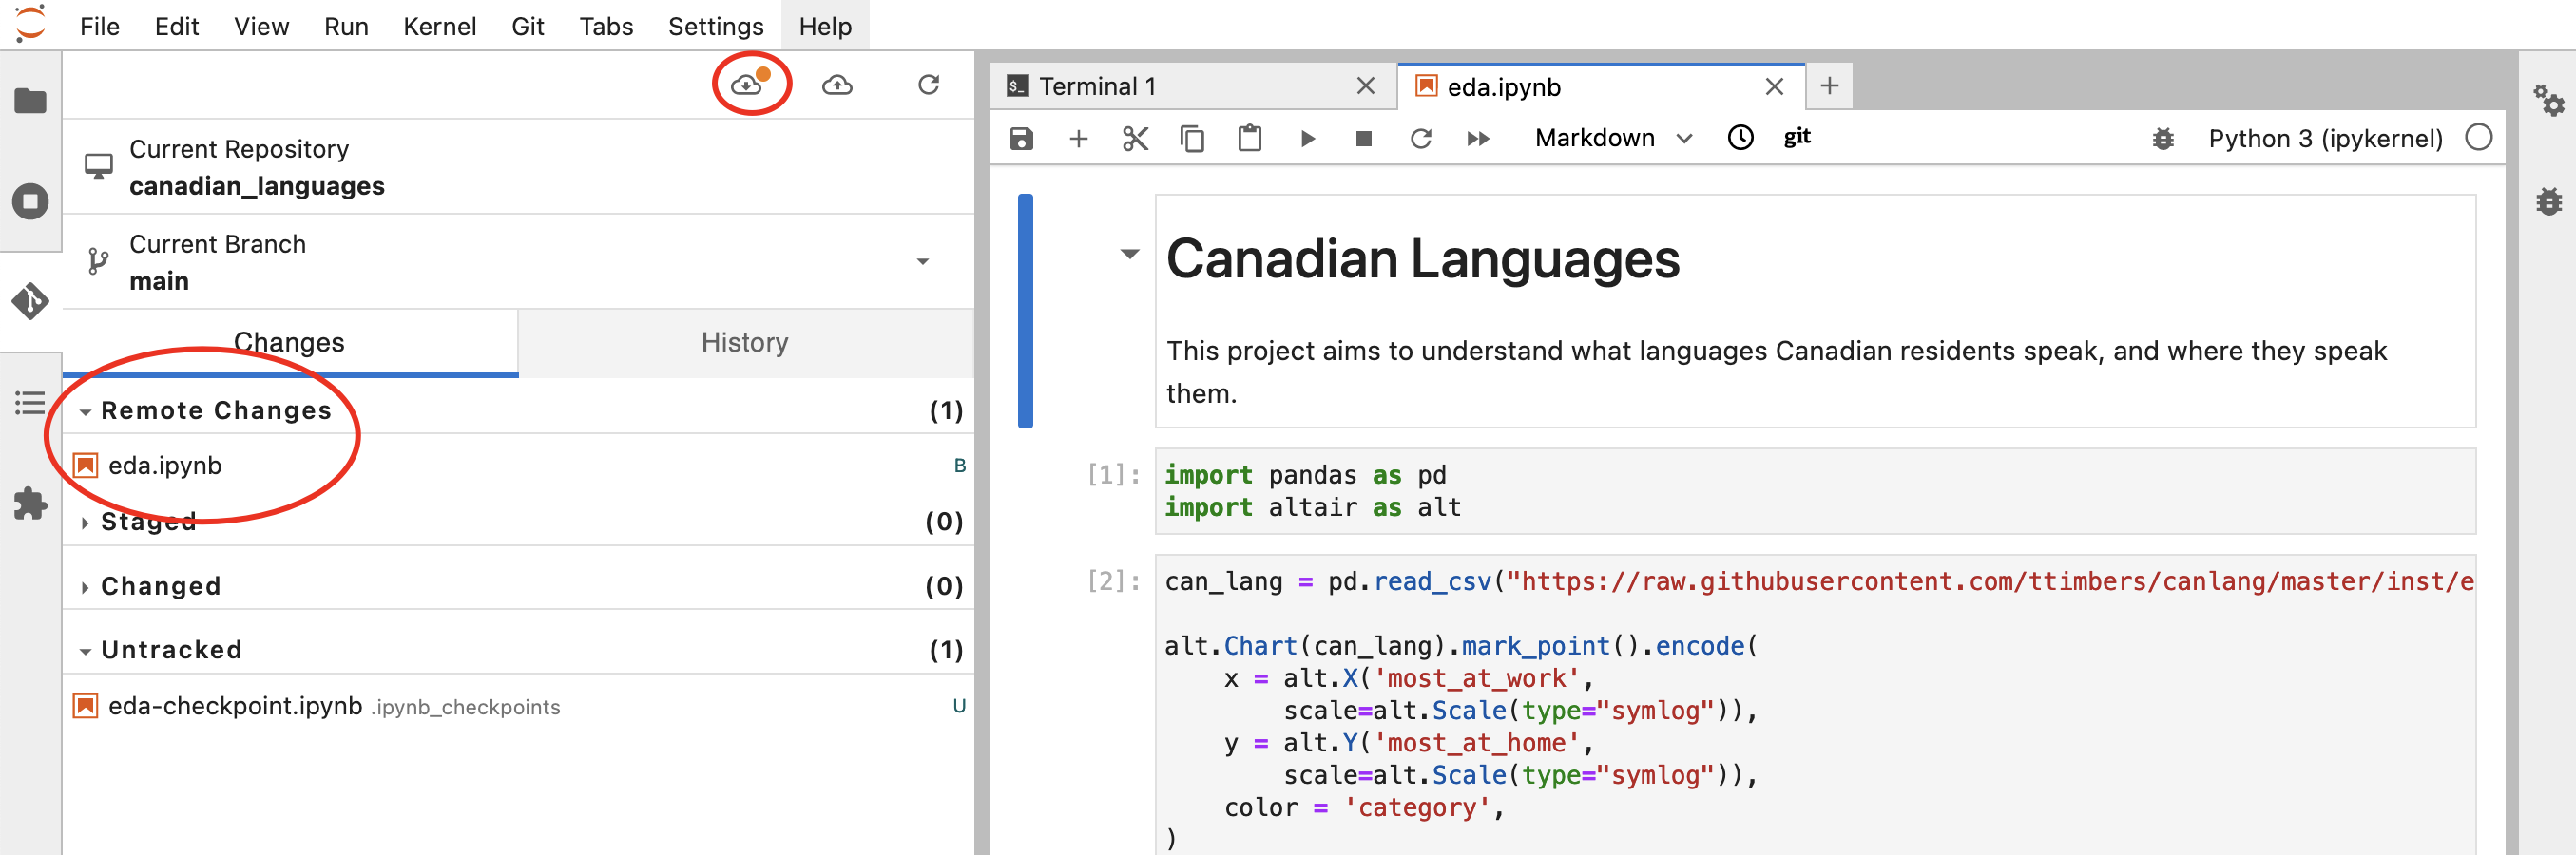 File Edit View Run Kernel Git Tabs Settings Help
Current Repository
canadian_languages
Current Branch
main
Changes History
Remote Changes (1)
eda.ipynb B
Staged (0)
Changed (0)
Untracked (1)
eda-checkpoint.ipynb .ipynb_checkpoints U
Terminal 1 eda.ipynb
Markdown git Python 3 (ipykernel)
Canadian Languages
This project aims to understand what languages Canadian residents speak, and where they speak
them.
[1]: import pandas as pd
import altair as alt
[2]: can_lang = pd.read_csv("https://raw.githubusercontent.com/ttimbers/canlang/master/inst/e
alt.Chart(can_lang).mark_point().encode(
x = alt.X('most_at_work',
scale=alt.Scale(type="symlog")),
y = alt.Y('most_at_home',
scale=alt.Scale(type="symlog")),
color = 'category',
)